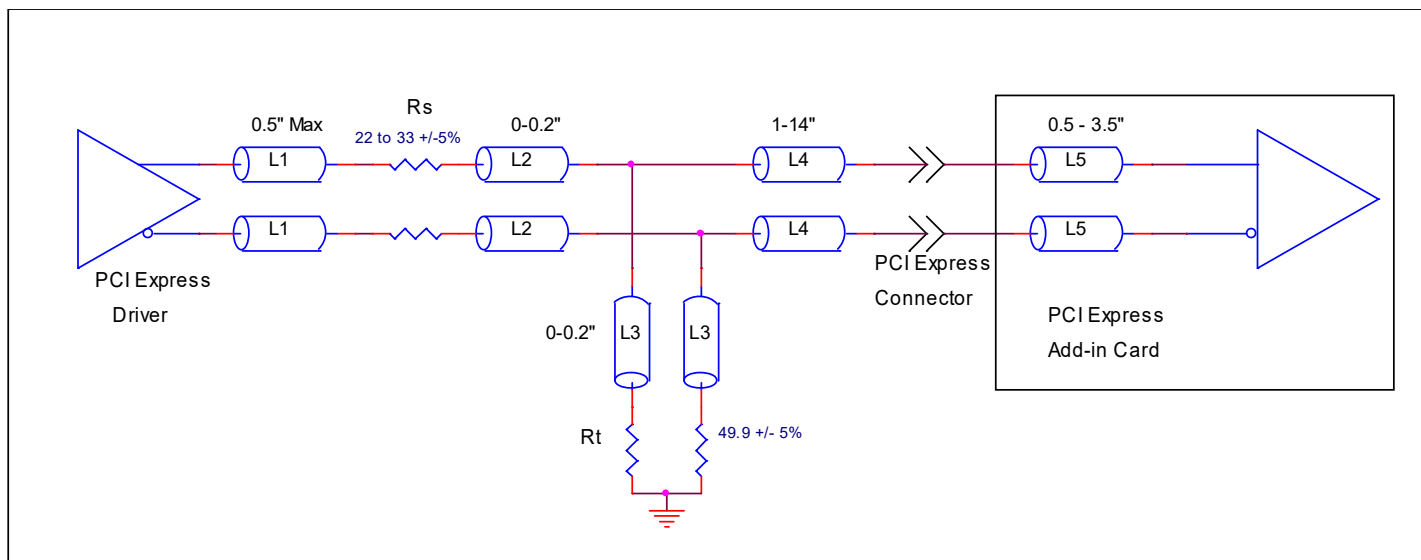 Rs
0.5" Max
22 to 33 +/-5%
0-0.2"
1-14"
0.5 - 3.5"
L1
L2
L4
L5
L1
L2
L4
L5
PCI Express
Driver
PCI Express
Connector
0-0.2"
L3
L3
PCI Express
Add-in Card
Rt
49.9 +/- 5%